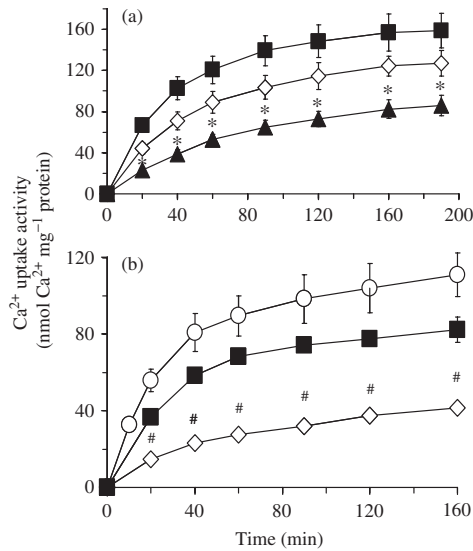 (a)
160
120
80
40
0
* * * * * * *
0 40 80 120 160 200
Ca²⁺ uptake activity
(nmol Ca²⁺ mg⁻¹ protein)
(b)
120
80
40
0
# # # # # #
0 40 80 120 160
Time (min)